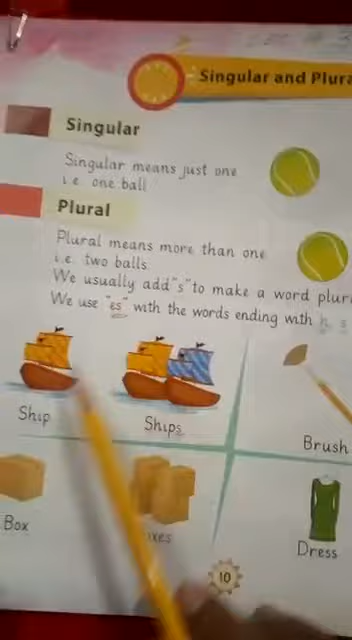 Singular and Plura
Singular
Singular means just one
i.e. one ball
Plural
Plural means more than one
i.e. two balls
We usually add "s" to make a word plur
We use "es" with the words ending with h, s
Ship
Ships
Brush
Box
xes
Dress
10